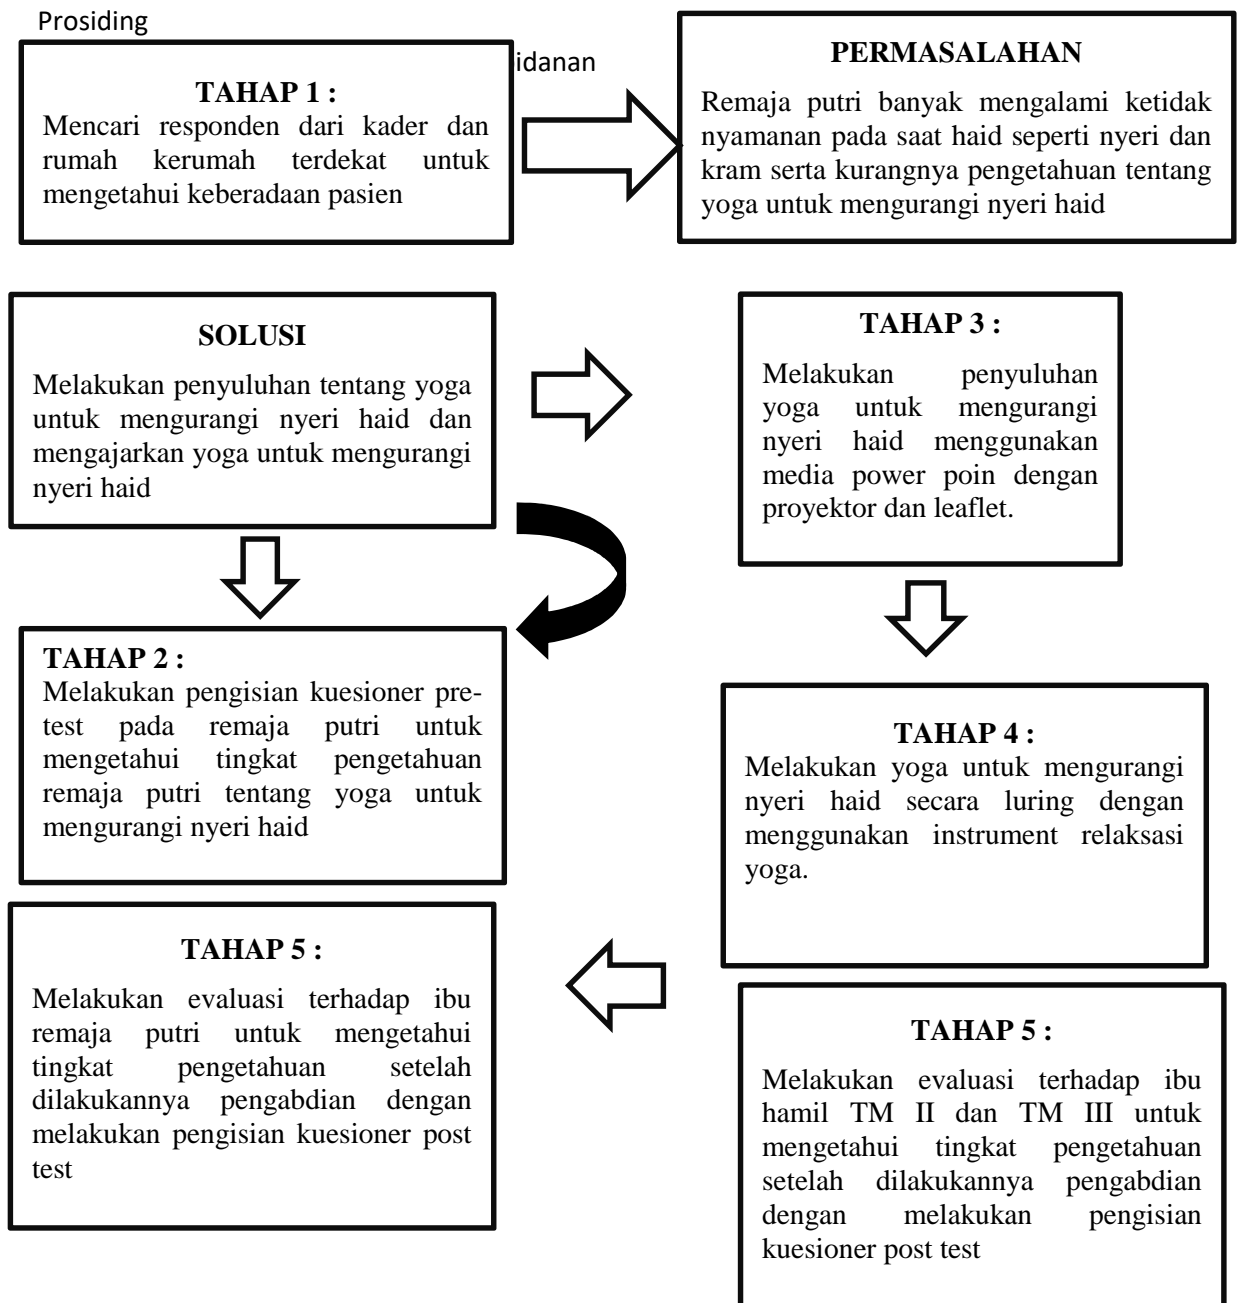 Prosiding
idanan
TAHAP 1 :
Mencari responden dari kader dan
rumah kerumah terdekat untuk
mengetahui keberadaan pasien
PERMASALAHAN
Remaja putri banyak mengalami ketidak
nyamanan pada saat haid seperti nyeri dan
kram serta kurangnya pengetahuan tentang
yoga untuk mengurangi nyeri haid
SOLUSI
Melakukan penyuluhan tentang yoga
untuk mengurangi nyeri haid dan
mengajarkan yoga untuk mengurangi
nyeri haid
TAHAP 3 :
Melakukan penyuluhan
yoga untuk mengurangi
nyeri haid menggunakan
media power poin dengan
proyektor dan leaflet.
TAHAP 2 :
Melakukan pengisian kuesioner pre-
test pada remaja putri untuk
mengetahui tingkat pengetahuan
remaja putri tentang yoga untuk
mengurangi nyeri haid
TAHAP 4 :
Melakukan yoga untuk mengurangi
nyeri haid secara luring dengan
menggunakan instrument relaksasi
yoga.
TAHAP 5 :
Melakukan evaluasi terhadap ibu
remaja putri untuk mengetahui
tingkat pengetahuan setelah
dilakukannya pengabdian dengan
melakukan pengisian kuesioner post
test
TAHAP 5 :
Melakukan evaluasi terhadap ibu
hamil TM II dan TM III untuk
mengetahui tingkat pengetahuan
setelah dilakukannya pengabdian
dengan melakukan pengisian
kuesioner post test